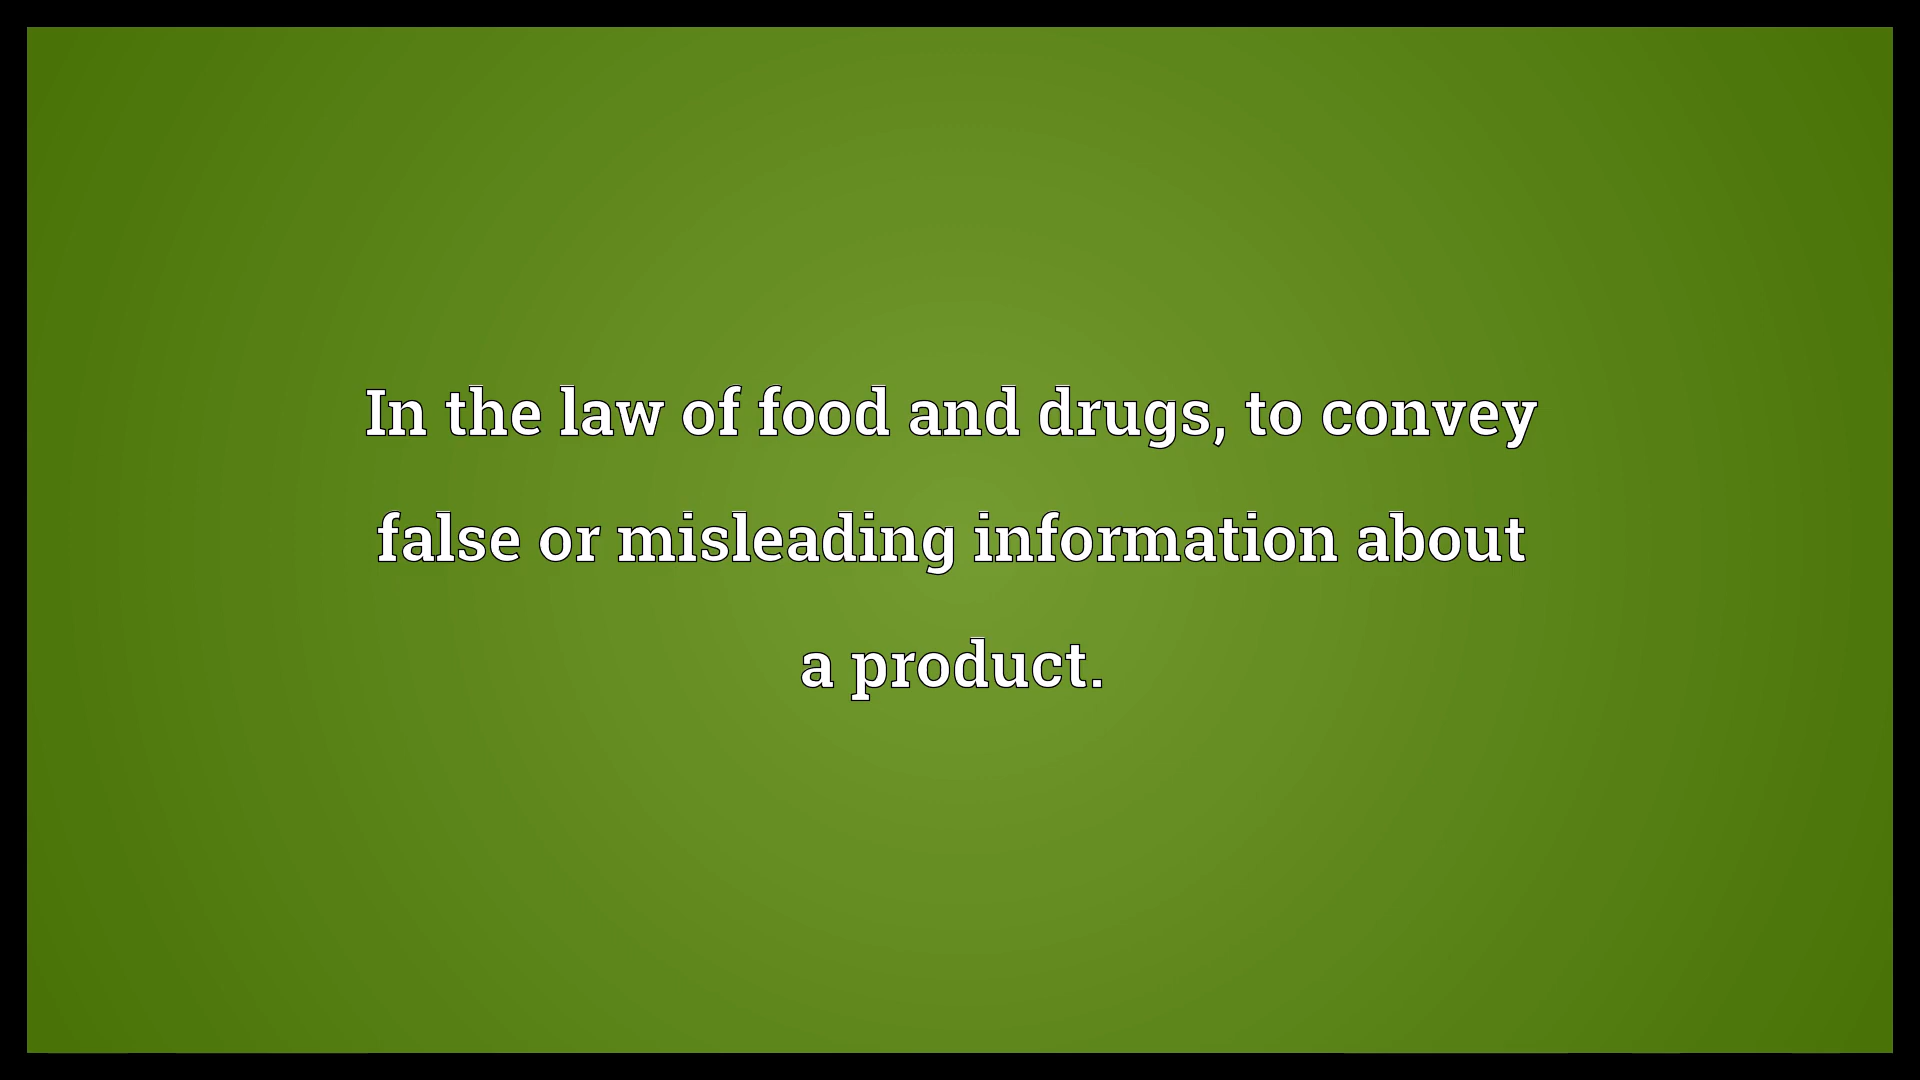 In the law of food and drugs, to convey
false or misleading information about
a product.